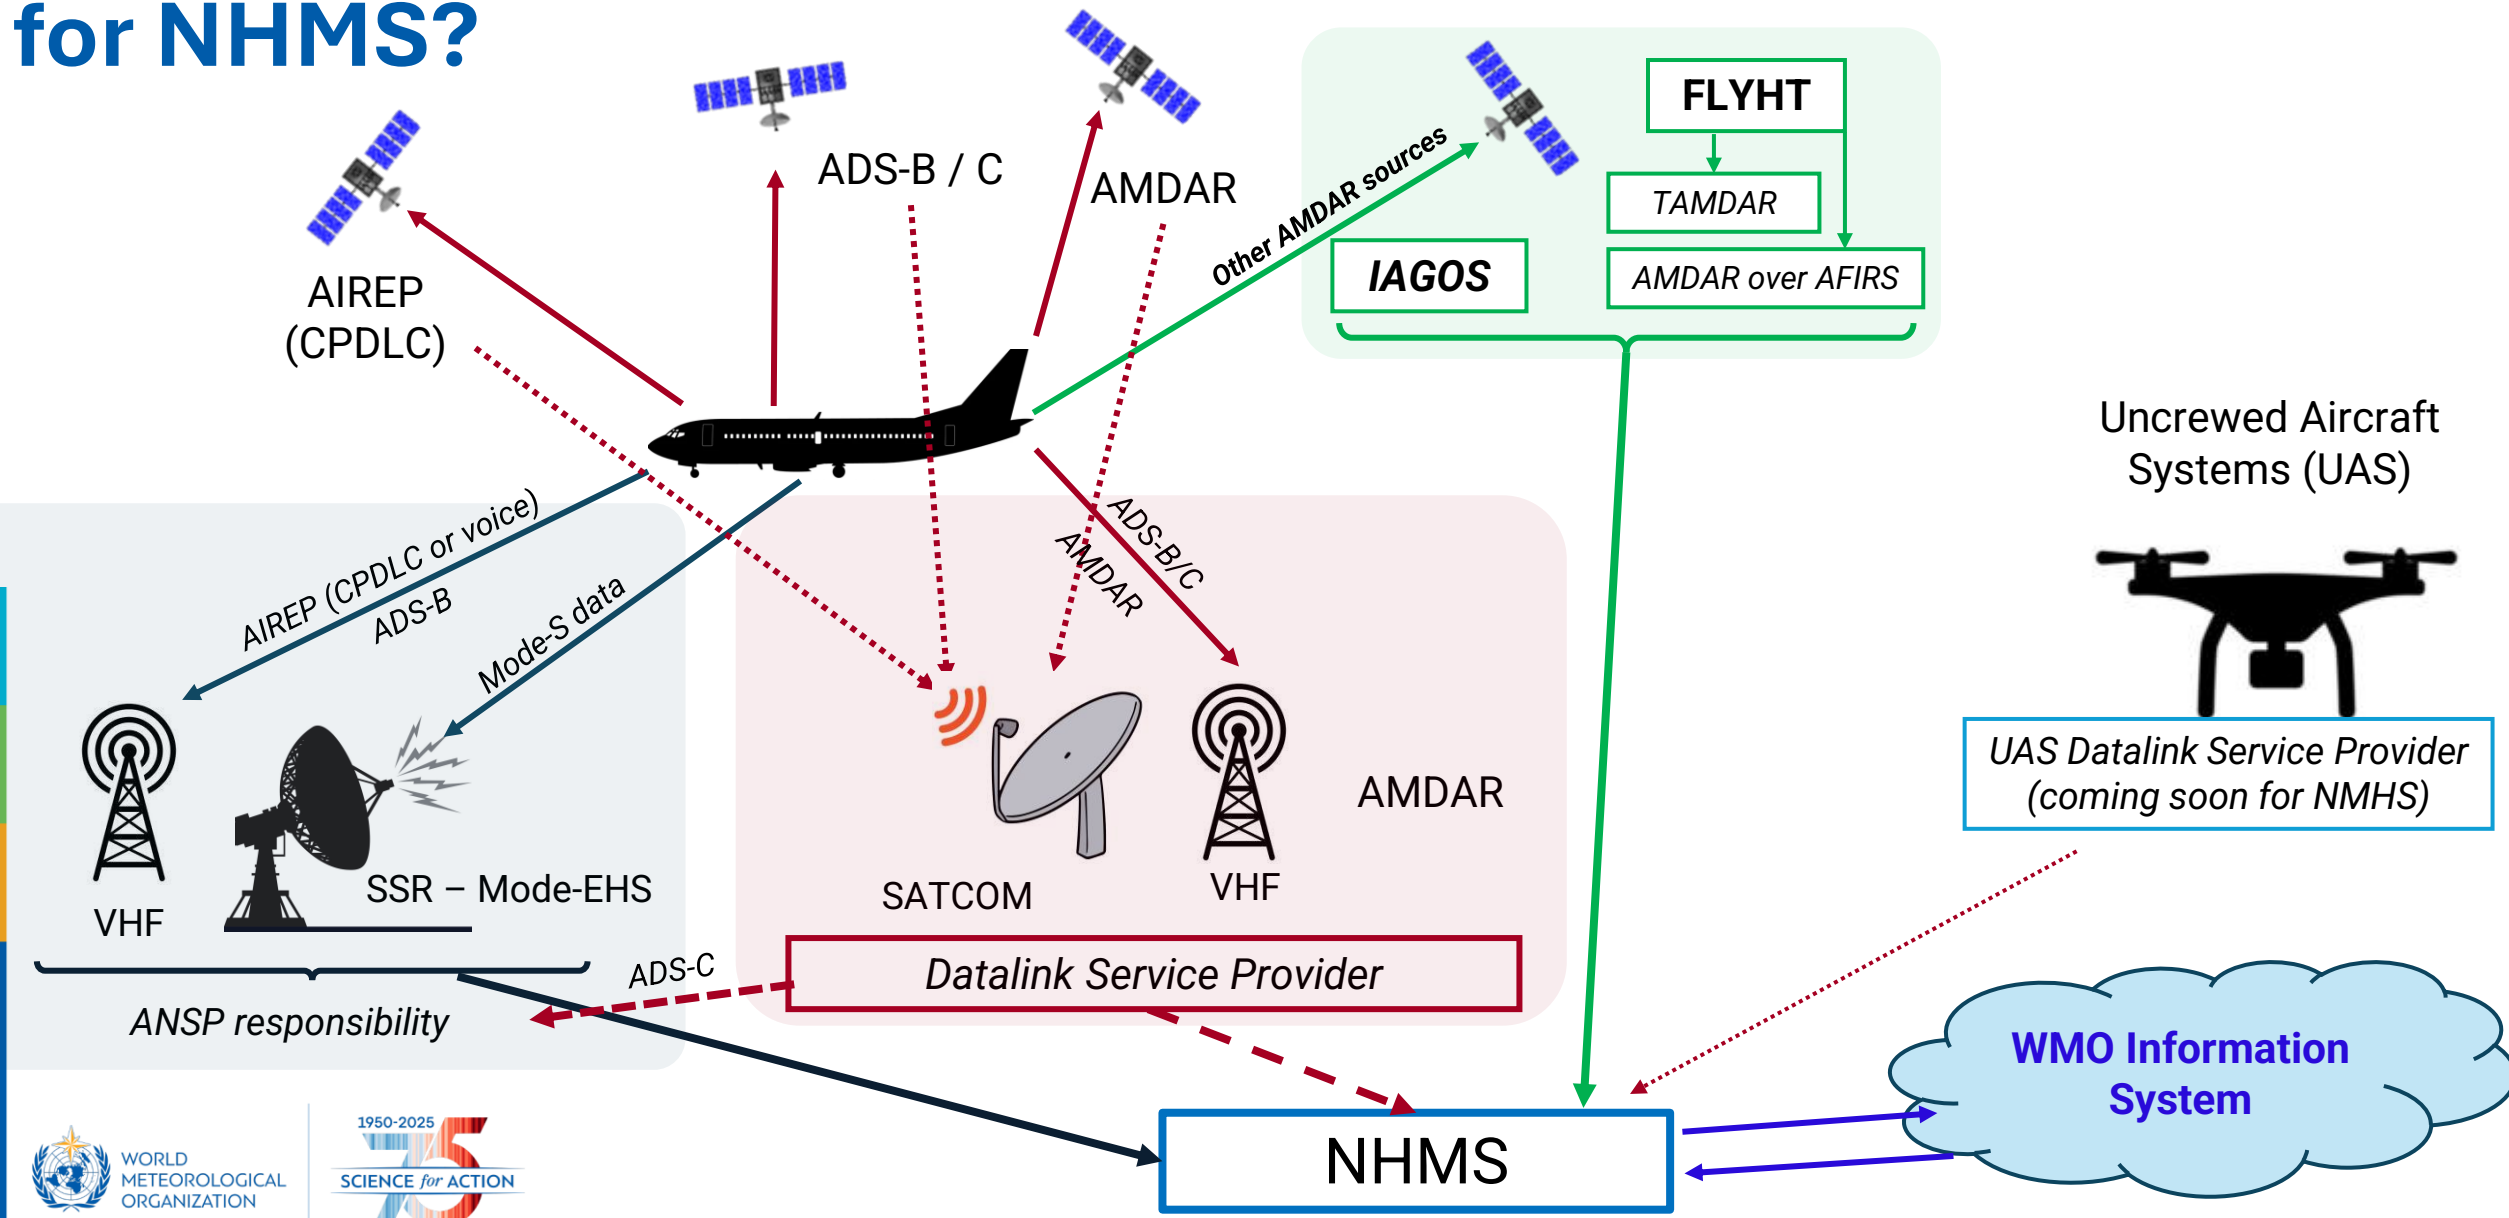 for NHMS?
ADS-B / C
AMDAR
AIREP
(CPDLC)
Other AMDAR sources
FLYHT
TAMDAR
IAGOS
AMDAR over AFIRS
Uncrewed Aircraft
Systems (UAS)
AIREP (CPDLC or voice)
ADS-B
Mode-S data
ADS-B/C
AMDAR
UAS Datalink Service Provider
(coming soon for NMHS)
AMDAR
SSR – Mode-EHS
VHF
SATCOM
VHF
ADS-C
Datalink Service Provider
ANSP responsibility
WMO Information
System
NHMS
WORLD
METEOROLOGICAL
ORGANIZATION
1950-2025
75
SCIENCE for ACTION